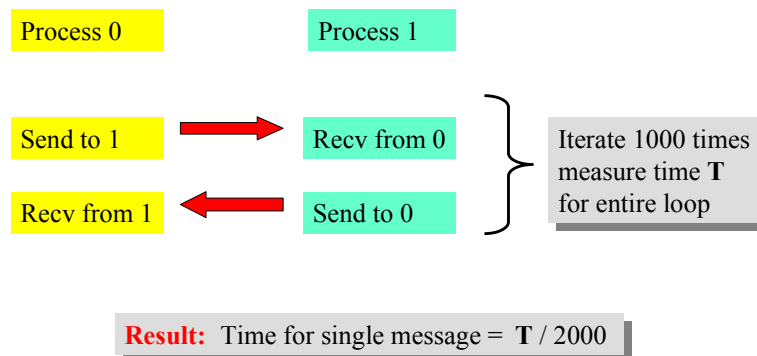 Process 0
Process 1
Send to 1
Recv from 0
Recv from 1
Send to 0
Iterate 1000 times
measure time T
for entire loop
Result: Time for single message = T / 2000